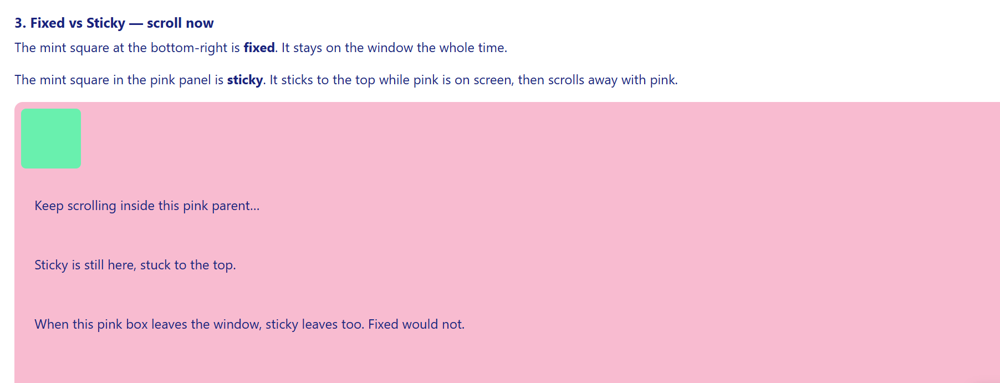 3. Fixed vs Sticky — scroll now
The mint square at the bottom-right is fixed. It stays on the window the whole time.
The mint square in the pink panel is sticky. It sticks to the top while pink is on screen, then scrolls away with pink.
Keep scrolling inside this pink parent...
Sticky is still here, stuck to the top.
When this pink box leaves the window, sticky leaves too. Fixed would not.